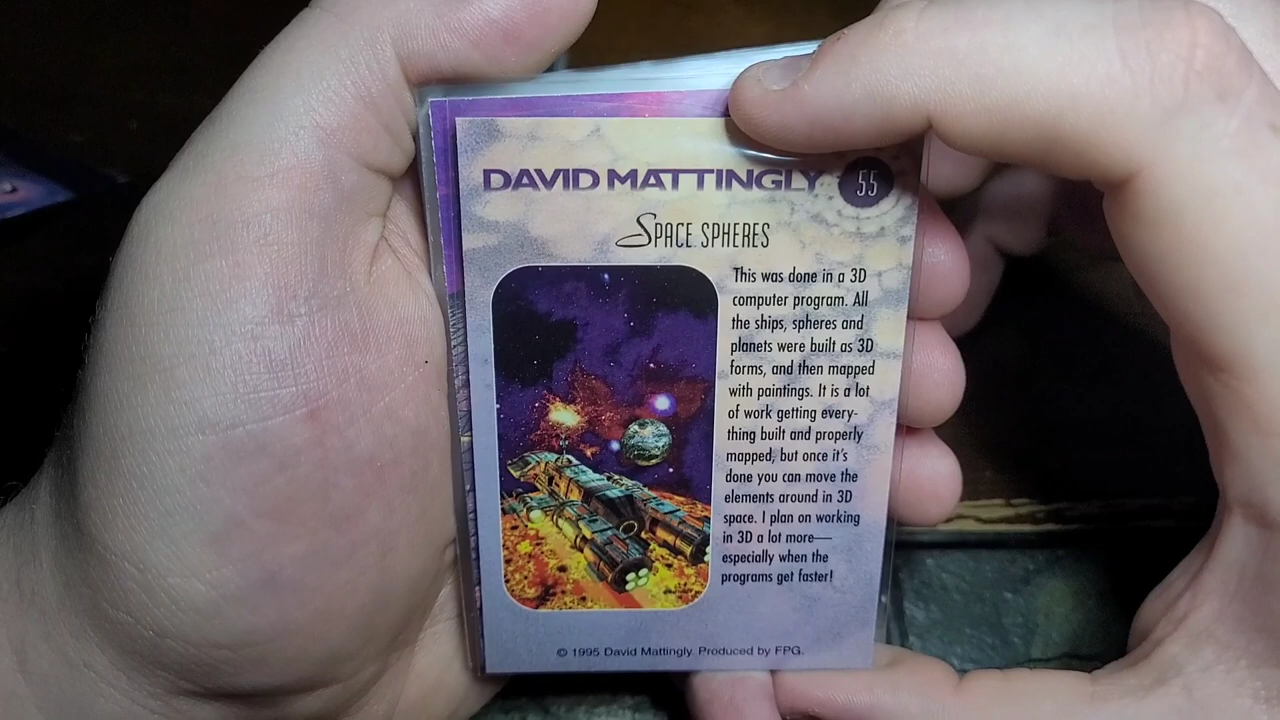 DAVID MATTINGLY
55
SPACE SPHERES
This was done in a 3D
computer program. All
the ships, spheres and
planets were built as 3D
forms, and then mapped
with paintings. It is a lot
of work getting every-
thing built and properly
mapped, but once it's
done you can move the
elements around in 3D
space. I plan on working
in 3D a lot more—
especially when the
programs get faster!
© 1995 David Mattingly. Produced by FPG.